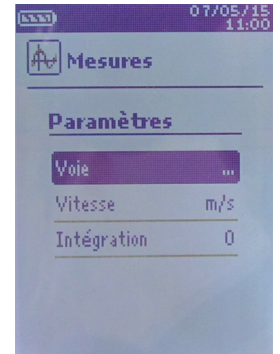 07/05/15
11:00
Mesures
Paramètres
Voie ...
Vitesse m/s
Intégration 0